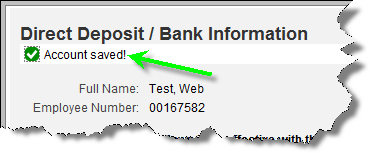 Direct Deposit / Bank Information
Account saved!
Full Name: Test, Web
Employee Number: 00167582